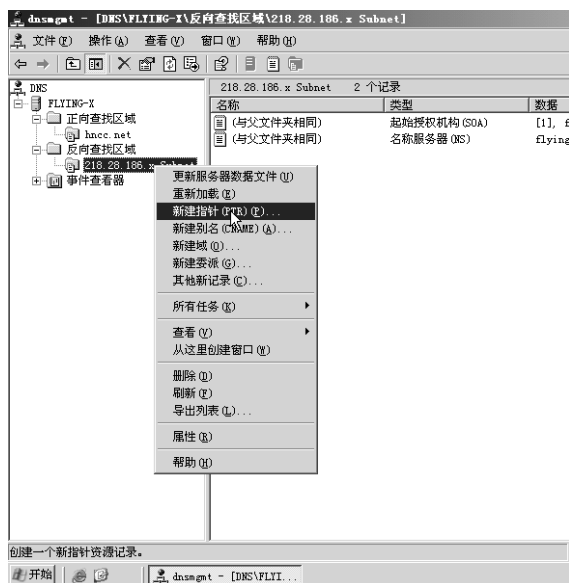 dnsmgmt - [DNS\FLYING-X\反向查找区域\218.28.186.x Subnet]
文件(F) 操作(A) 查看(V) 窗口(W) 帮助(H)
DNS
218.28.186.x Subnet 2 个记录
FLYING-X
名称 类型 数据
正向查找区域
(与父文件夹相同) 起始授权机构(SOA) [1], f
hncc.net
(与父文件夹相同) 名称服务器(NS) flying
反向查找区域
218.28.186.x Subnet
事件查看器
更新服务器数据文件(U)
重新加载(E)
新建指针(PTR)(P)...
新建别名(CNAME)(A)...
新建域(O)...
新建委派(G)...
其他新记录(C)...
所有任务(K)
查看(V)
从这里创建窗口(W)
删除(D)
刷新(F)
导出列表(L)...
属性(R)
帮助(H)
创建一个新指针资源记录。
开始 dnsmgmt - [DNS\FLYI...